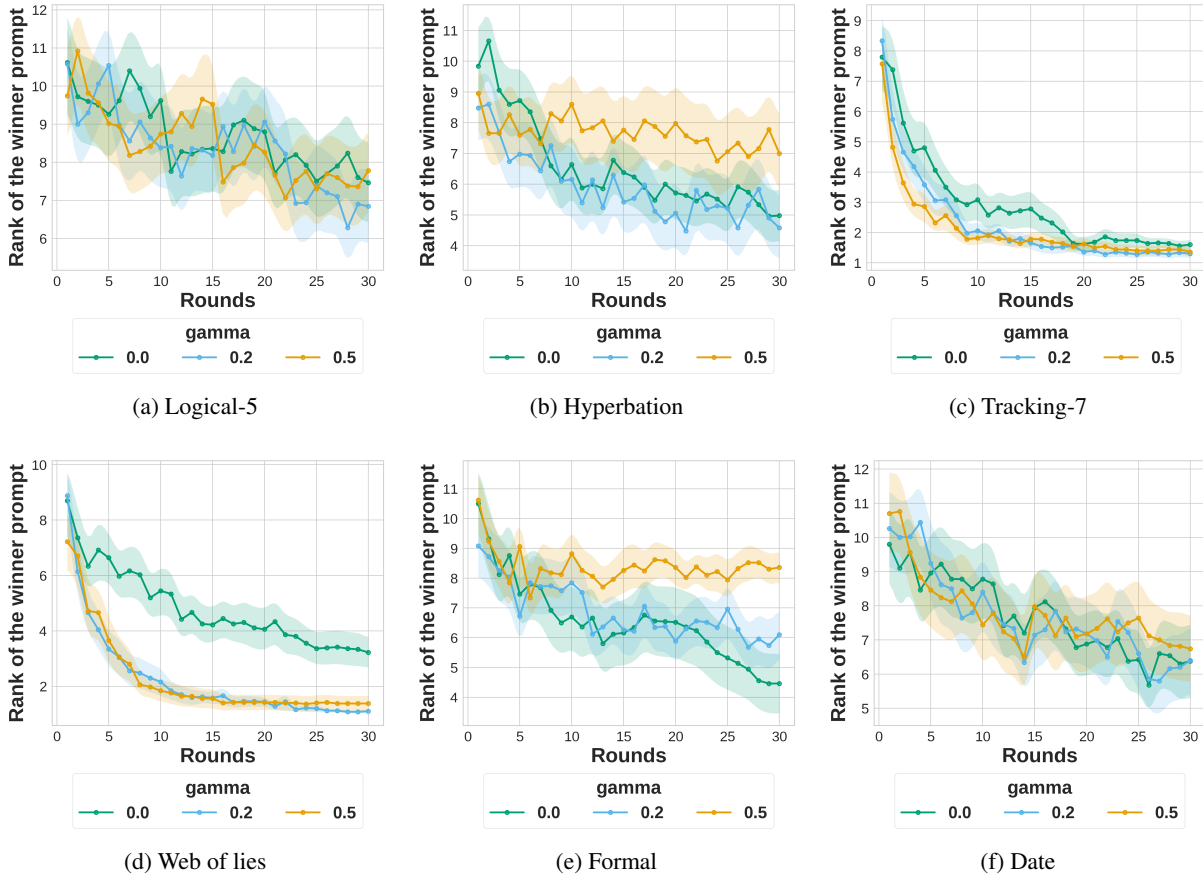 Rank of the winner prompt
12
11
10
9
8
7
6
0 5 10 15 20 25 30
Rounds
gamma
0.0 0.2 0.5
(a) Logical-5
Rank of the winner prompt
11
10
9
8
7
6
5
4
0 5 10 15 20 25 30
Rounds
gamma
0.0 0.2 0.5
(b) Hyperbation
Rank of the winner prompt
9
8
7
6
5
4
3
2
1
0 5 10 15 20 25 30
Rounds
gamma
0.0 0.2 0.5
(c) Tracking-7
Rank of the winner prompt
10
8
6
4
2
0 5 10 15 20 25 30
Rounds
gamma
0.0 0.2 0.5
(d) Web of lies
Rank of the winner prompt
11
10
9
8
7
6
5
4
0 5 10 15 20 25 30
Rounds
gamma
0.0 0.2 0.5
(e) Formal
Rank of the winner prompt
12
11
10
9
8
7
6
5
0 5 10 15 20 25 30
Rounds
gamma
0.0 0.2 0.5
(f) Date